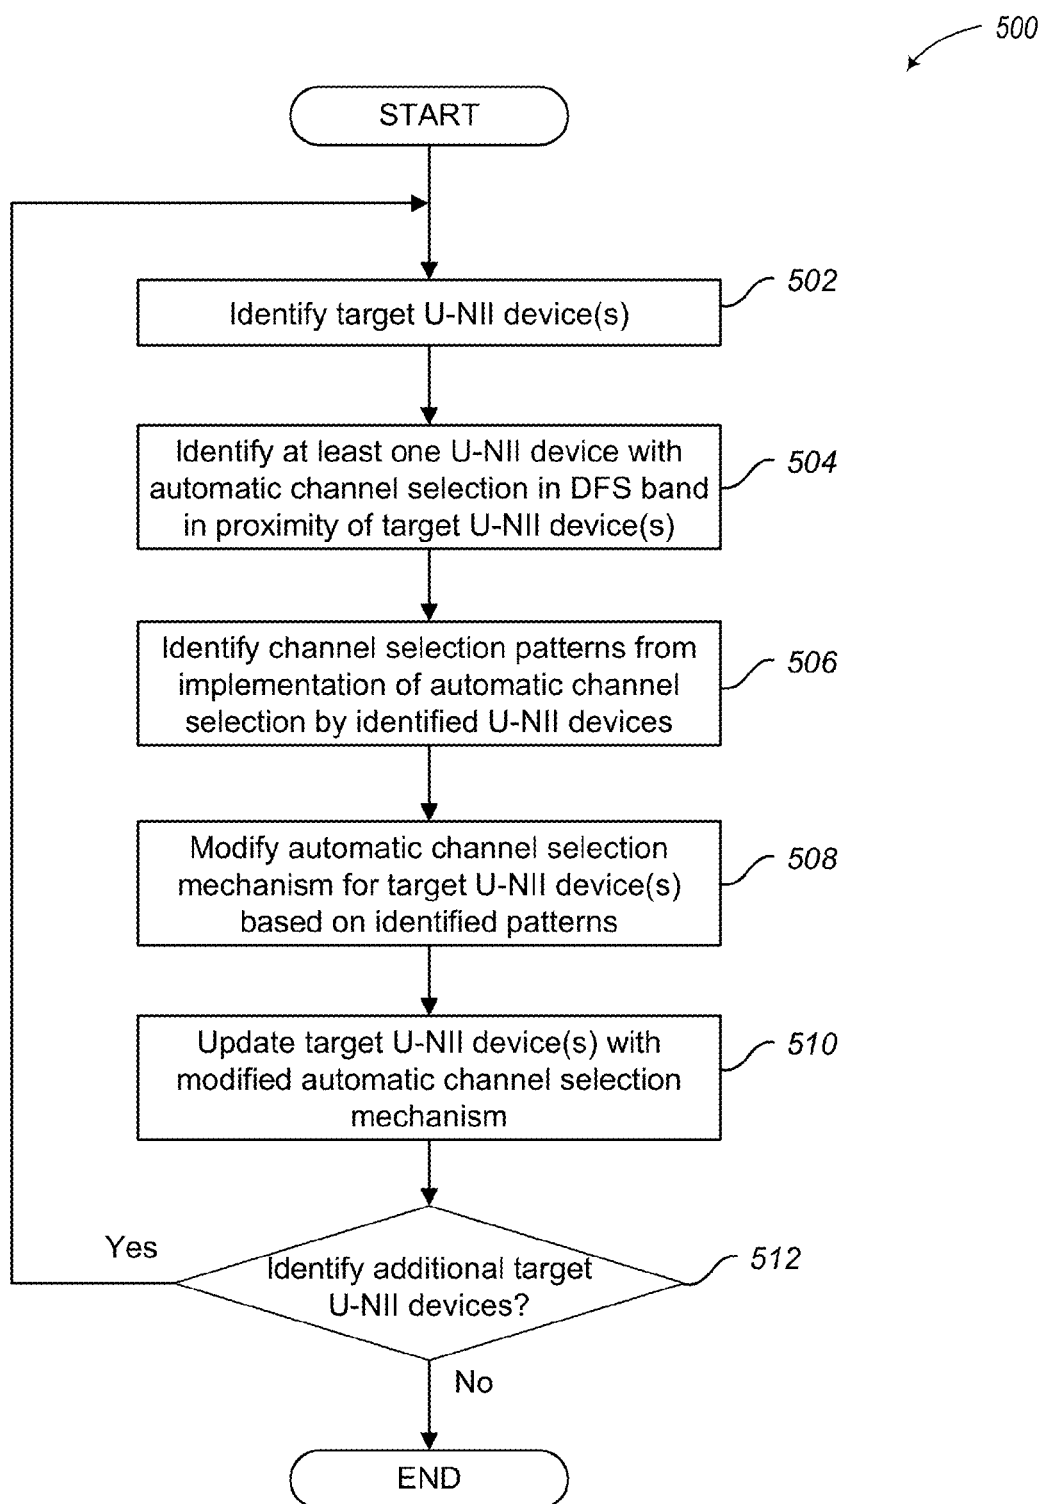 500
START
Identify target U-NII device(s)
502
Identify at least one U-NII device with
automatic channel selection in DFS band
in proximity of target U-NII device(s)
504
Identify channel selection patterns from
implementation of automatic channel
selection by identified U-NII devices
506
Modify automatic channel selection
mechanism for target U-NII device(s)
based on identified patterns
508
Update target U-NII device(s) with
modified automatic channel selection
mechanism
510
Yes
Identify additional target
U-NII devices?
512
No
END